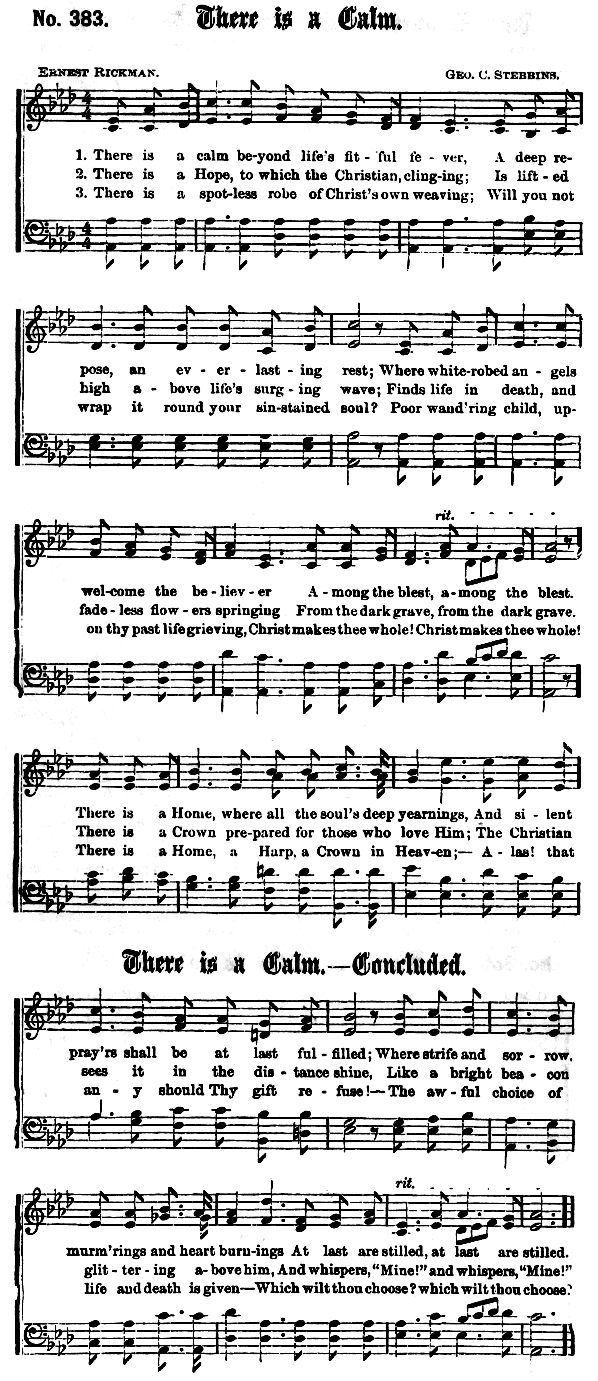 No. 383. There is a Calm.
ERNEST RICKMAN. GEO. C. STEBBINS.
1. There is a calm be-yond life's fit - ful fe - ver, A deep re-
2. There is a Hope, to which the Christian, cling-ing; Is lift - ed
3. There is a spot-less robe of Christ's own weaving; Will you not
pose, an ev - er - last - ing rest; Where white-robed an - gels
high a - bove life's surg - ing wave; Finds life in death, and
wrap it round your sin-stained soul? Poor wand'ring child, up-
rit.
wel-come the be - liev - er A - mong the blest, a-mong the blest.
fade-less flow - ers springing From the dark grave, from the dark grave.
on thy past life grieving, Christ makes thee whole! Christ makes thee whole!
There is a Home, where all the soul's deep yearnings, And si - lent
There is a Crown pre-pared for those who love Him; The Christian
There is a Home, a Harp, a Crown in Heav-en;— A - las! that
There is a Calm.—Concluded.
pray'rs shall be at last ful - filled; Where strife and sor - row,
sees it in the dis - tance shine, Like a bright bea - con
an - y should Thy gift re - fuse!— The aw - ful choice of
rit.
murm'rings and heart burn-ings At last are stilled, at last are stilled.
glit - ter - ing a-bove him, And whispers, "Mine!" and whispers, "Mine!"
life and death is given—Which wilt thou choose? which wilt thou choose?